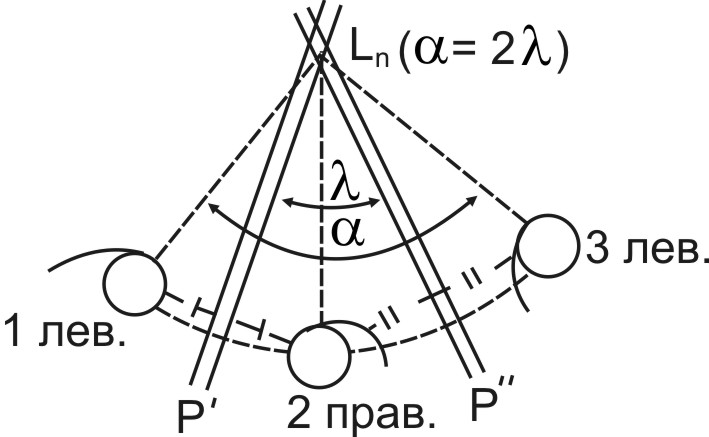 Lₙ (α = 2λ)
λ
α
3 лев.
1 лев.
2 прав.
P′
P″